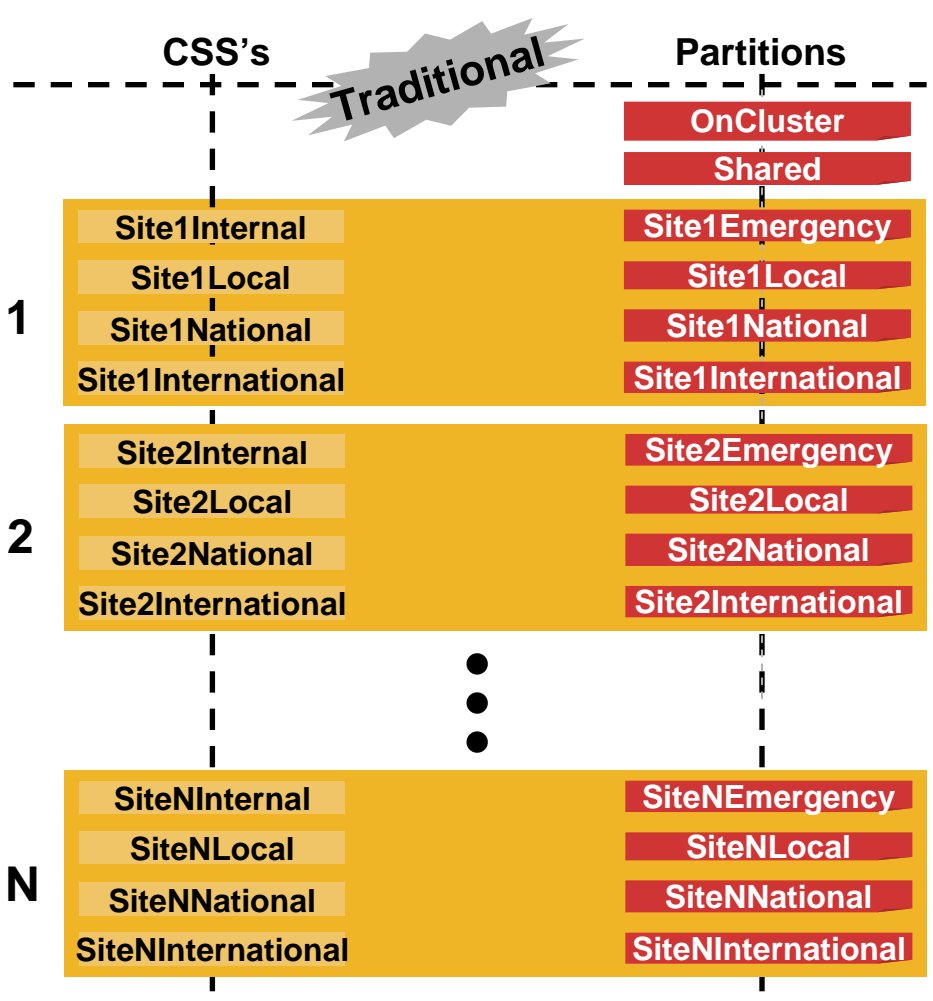 CSS's
Traditional
Partitions
OnCluster
Shared
1
Site1Internal
Site1Emergency
Site1Local
Site1Local
Site1National
Site1National
Site1International
Site1International
2
Site2Internal
Site2Emergency
Site2Local
Site2Local
Site2National
Site2National
Site2International
Site2International
N
SiteNInternal
SiteNEmergency
SiteNLocal
SiteNLocal
SiteNNational
SiteNNational
SiteNInternational
SiteNInternational